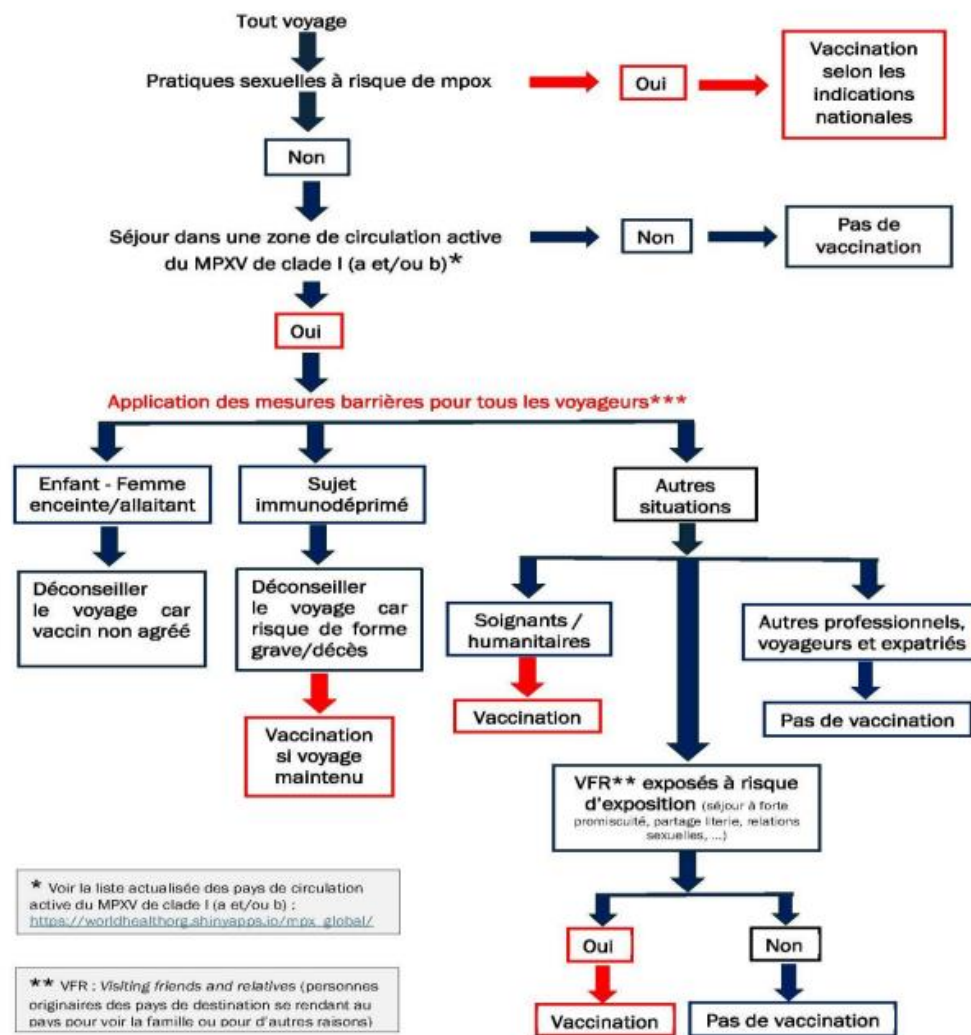 Tout voyage
Pratiques sexuelles à risque de mpox
Oui
Vaccination
selon les
indications
nationales
Non
Séjour dans une zone de circulation active
du MPXV de clade I (a et/ou b)*
Non
Pas de
vaccination
Oui
Application des mesures barrières pour tous les voyageurs***
Enfant - Femme
enceinte/allaitant
Sujet
immunodéprimé
Autres
situations
Déconseiller
le voyage car
vaccin non agréé
Déconseiller
le voyage car
risque de forme
grave/décès
Soignants /
humanitaires
Autres professionnels,
voyageurs et expatriés
Vaccination
si voyage
maintenu
Vaccination
Pas de vaccination
VFR** exposés à risque
d'exposition (séjour à forte
promiscuité, partage literie, relations
sexuelles, ...)
* Voir la liste actualisée des pays de circulation
active du MPXV de clade I (a et/ou b) :
https://worldhealthorg.shinyapps.io/mpx_global/
Oui
Non
** VFR : Visiting friends and relatives (personnes
originaires des pays de destination se rendant au
pays pour voir la famille ou pour d'autres raisons)
Vaccination
Pas de vaccination